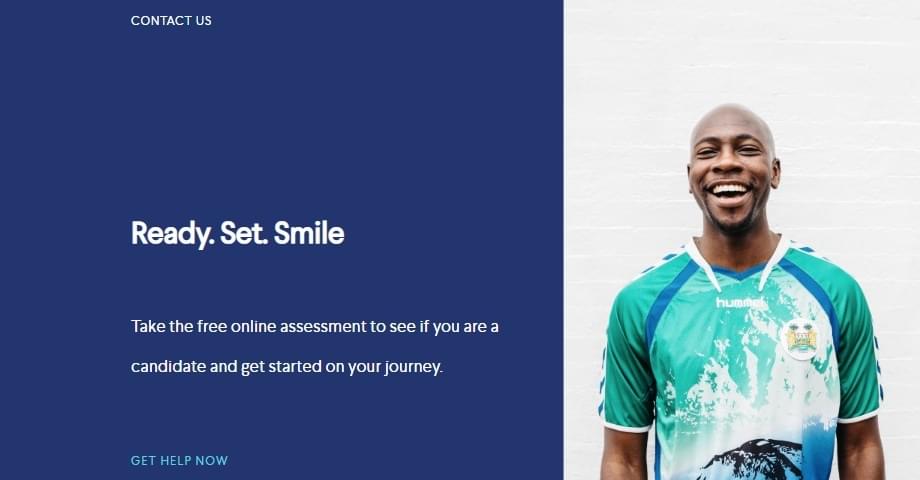 CONTACT US
Ready. Set. Smile
Take the free online assessment to see if you are a
candidate and get started on your journey.
GET HELP NOW
hummel